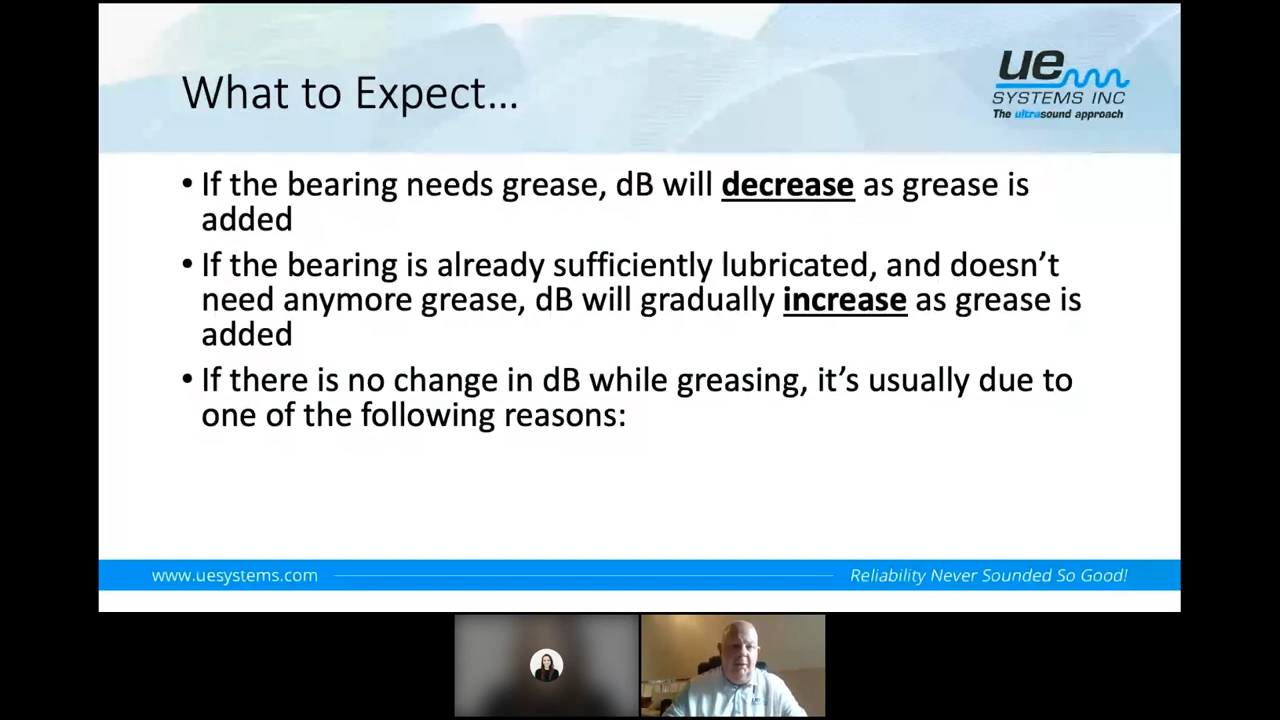 What to Expect...
ue
SYSTEMS INC
The ultrasound approach
• If the bearing needs grease, dB will decrease as grease is
added
• If the bearing is already sufficiently lubricated, and doesn't
need anymore grease, dB will gradually increase as grease is
added
• If there is no change in dB while greasing, it's usually due to
one of the following reasons:
www.uesystems.com
Reliability Never Sounded So Good!